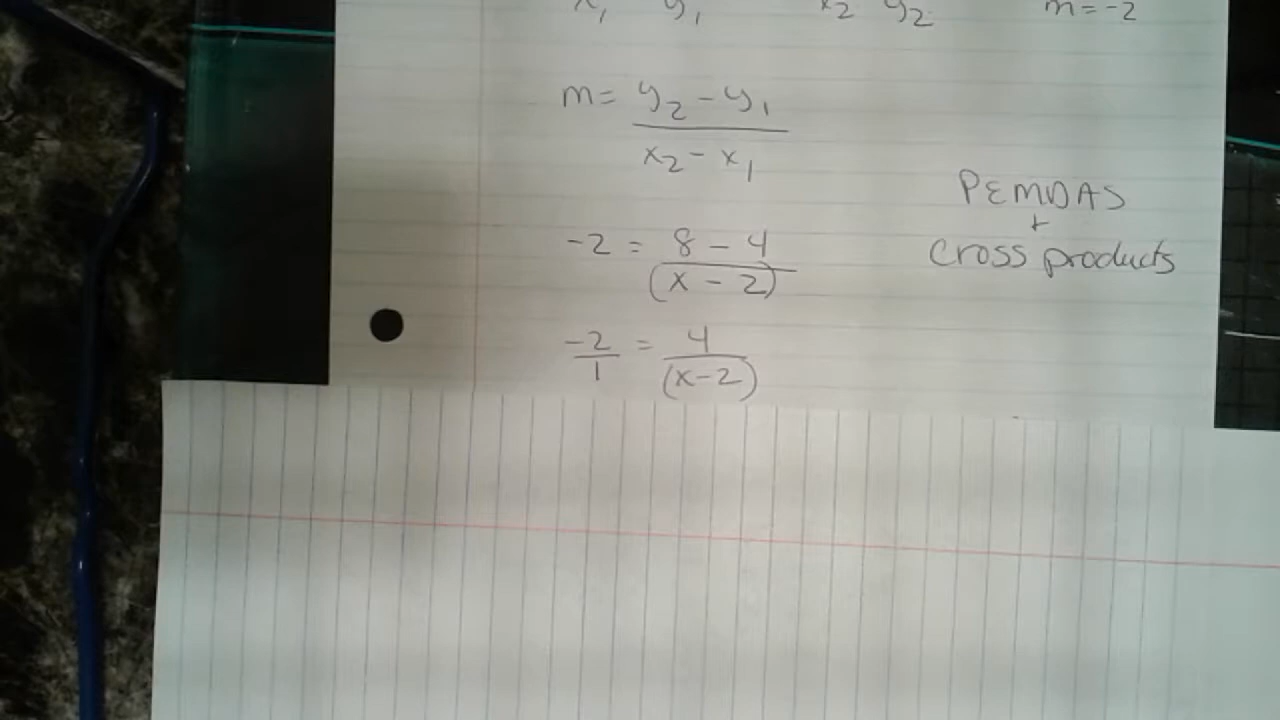 x₁ y₁ x₂ y₂ m = -2
m = y₂ - y₁
x₂ - x₁
PEMDAS
+
cross products
-2 = 8 - 4
(x - 2)
-2 = 4
1 (x-2)